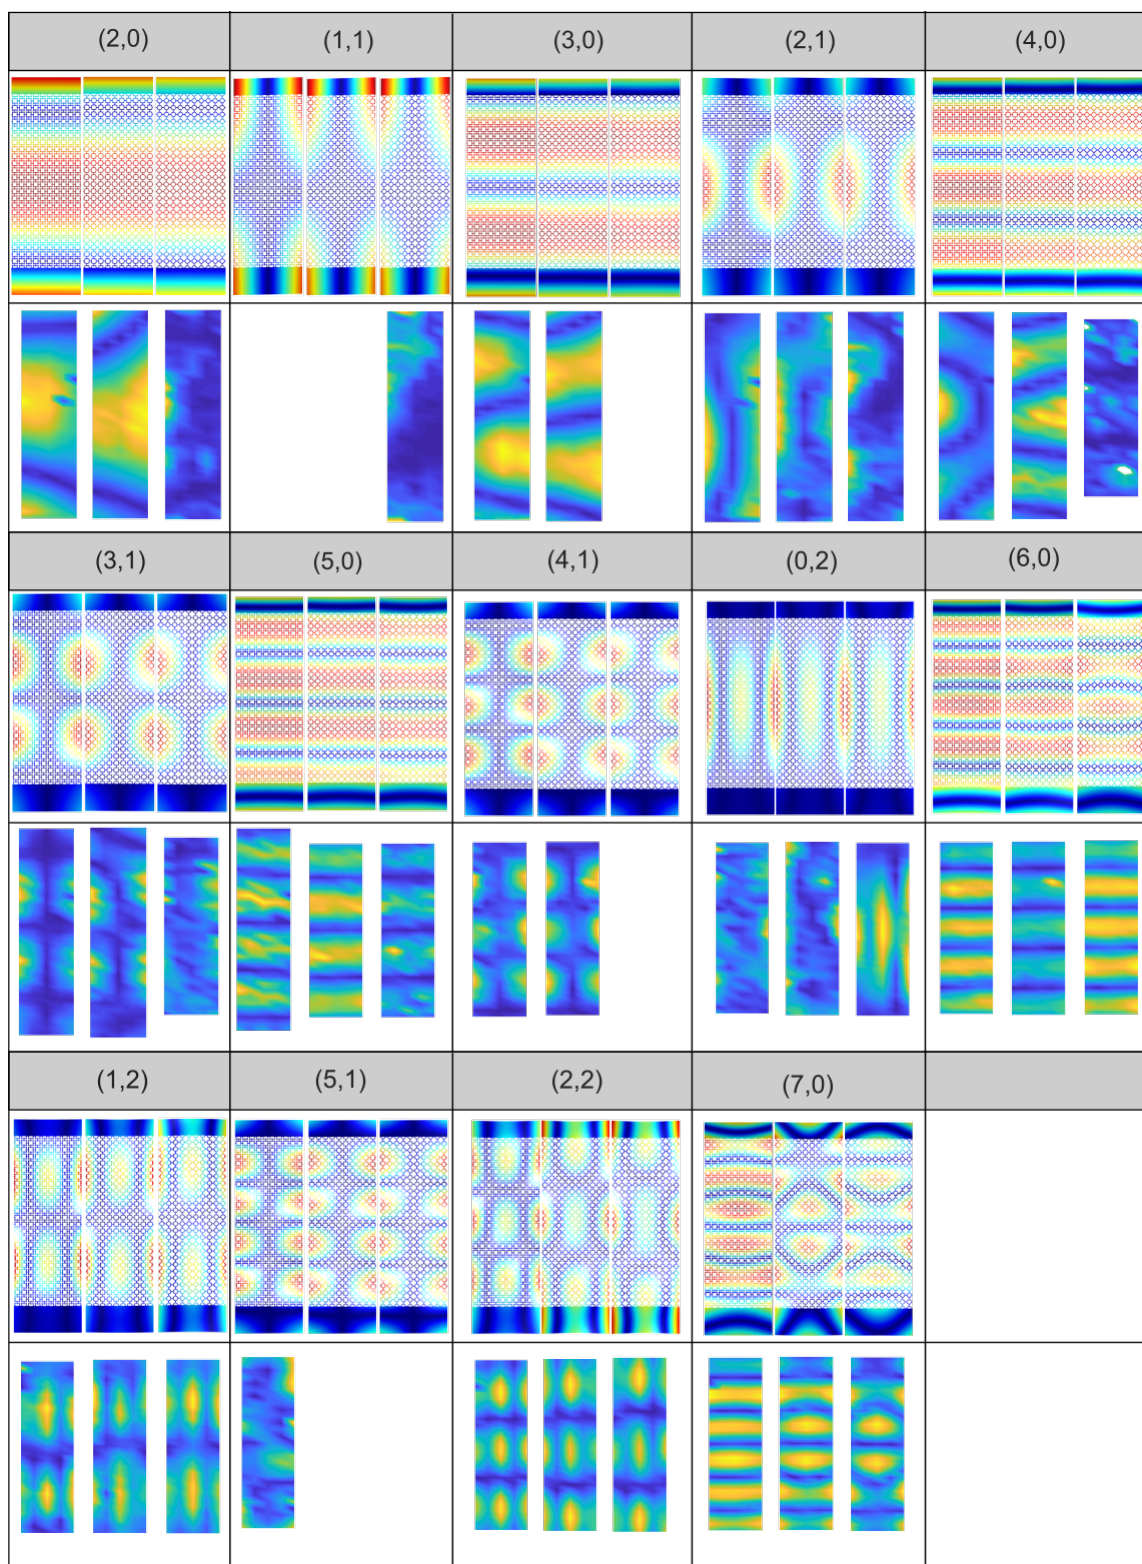 (2,0) (1,1) (3,0) (2,1) (4,0)
(3,1) (5,0) (4,1) (0,2) (6,0)
(1,2) (5,1) (2,2) (7,0)